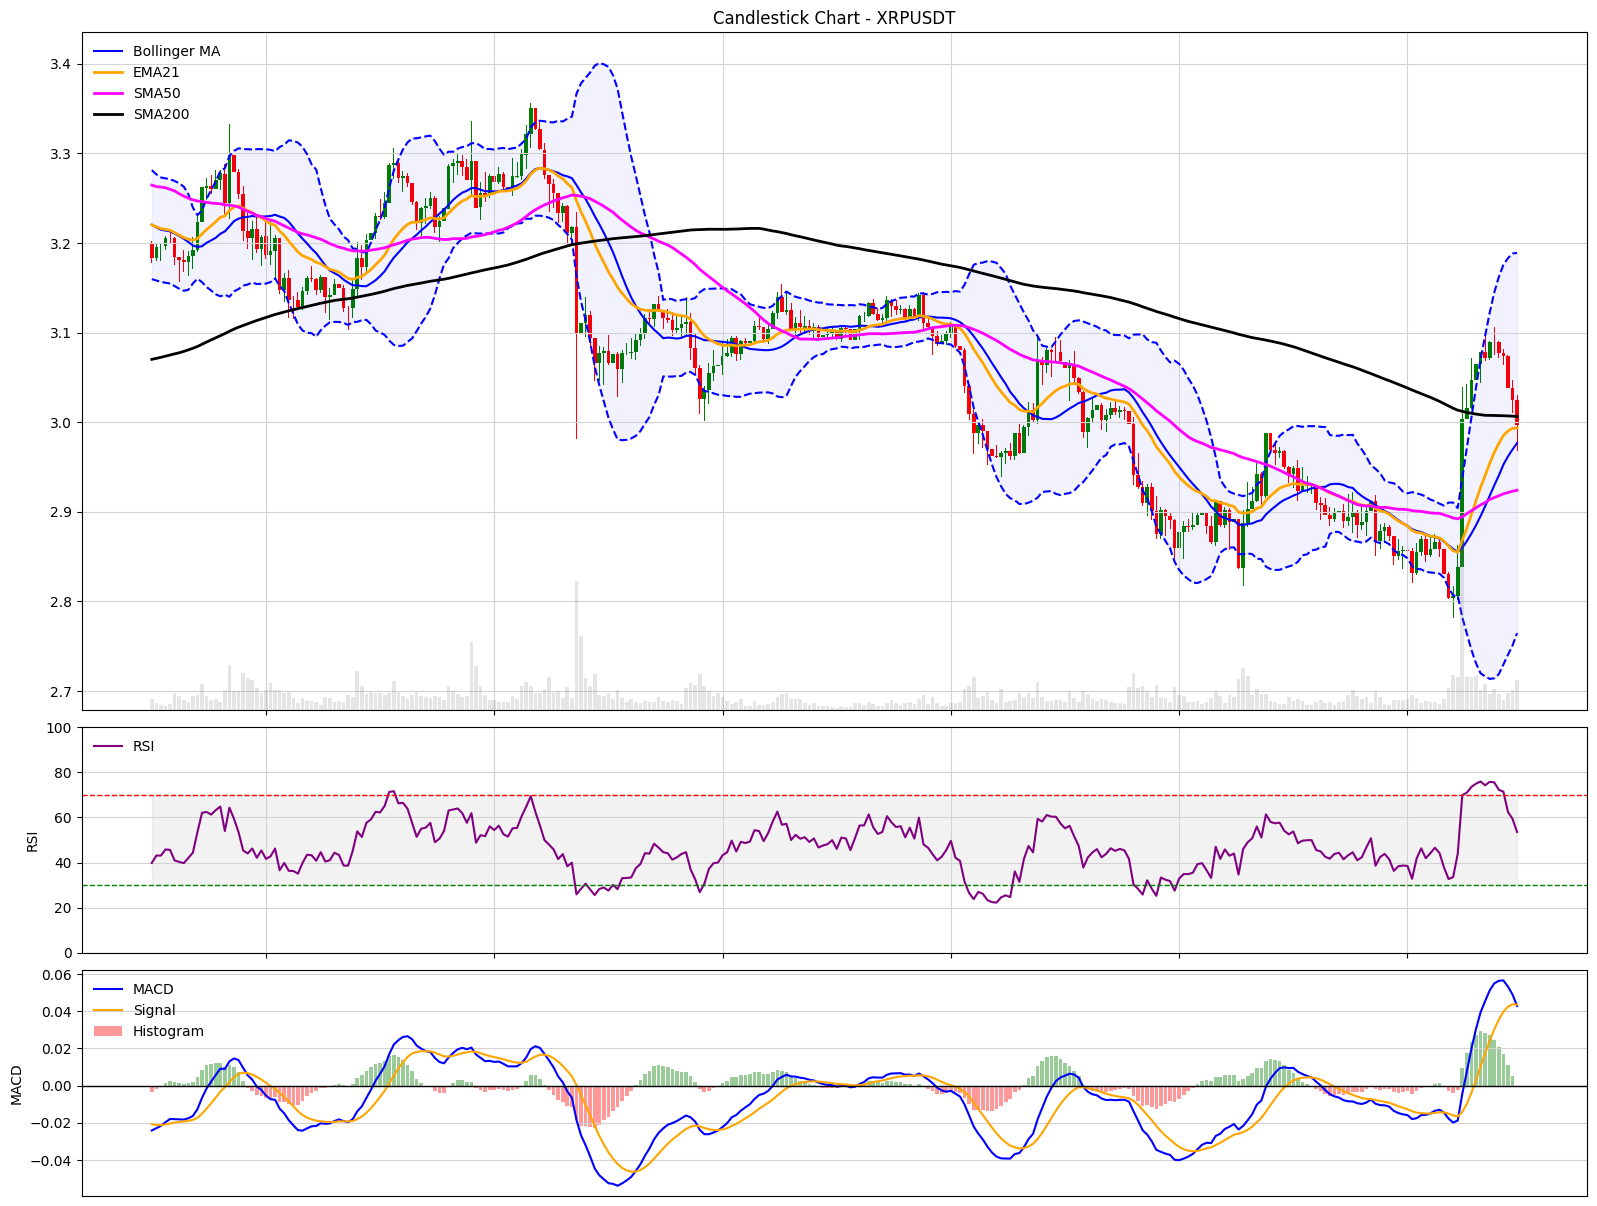 Candlestick Chart - XRPUSDT
Bollinger MA
EMA21
SMA50
SMA200
3.4
3.3
3.2
3.1
3.0
2.9
2.8
2.7
RSI
100
80
60
40
20
0
RSI
MACD
Signal
Histogram
0.06
0.04
0.02
0.00
−0.02
−0.04
MACD